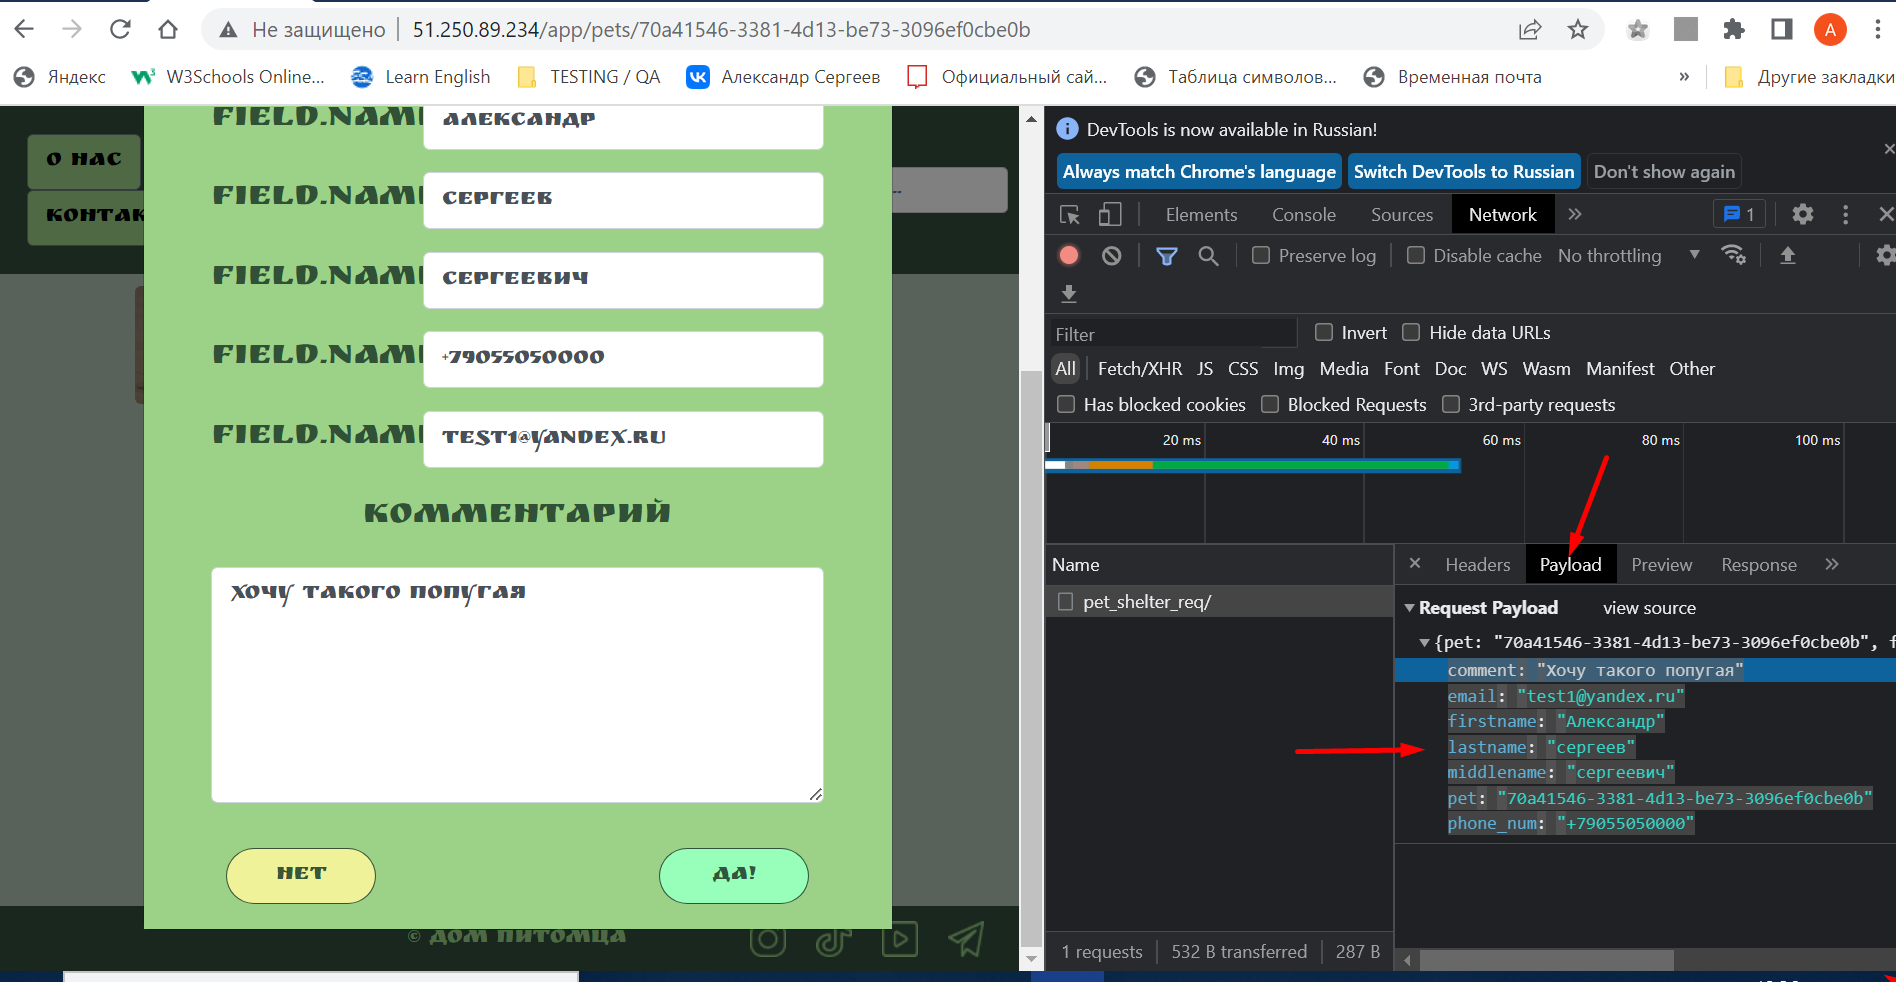 Не защищено 51.250.89.234/app/pets/70a41546-3381-4d13-be73-3096ef0cbe0b
A
Яндекс W3Schools Online... Learn English TESTING / QA Александр Сергеев Официальный сай... Таблица символов... Временная почта » Другие закладки
О НАС
КОНТАК
FIELD.NAM АЛЕКСАНДР
FIELD.NAM СЕРГЕЕВ
FIELD.NAM СЕРГЕЕВИЧ
FIELD.NAM +79055050000
FIELD.NAM TEST1@YANDEX.RU
КОММЕНТАРИЙ
ХОЧУ ТАКОГО ПОПУГАЯ
НЕТ ДА!
© ДОМ ПИТОМЦА
DevTools is now available in Russian!
Always match Chrome's language Switch DevTools to Russian Don't show again
Elements Console Sources Network » 1
Preserve log Disable cache No throttling
Filter Invert Hide data URLs
All Fetch/XHR JS CSS Img Media Font Doc WS Wasm Manifest Other
Has blocked cookies Blocked Requests 3rd-party requests
20 ms 40 ms 60 ms 80 ms 100 ms
Name
pet_shelter_req/
Headers Payload Preview Response »
Request Payload view source
{pet: "70a41546-3381-4d13-be73-3096ef0cbe0b", f
comment: "Хочу такого попугая"
email: "test1@yandex.ru"
firstname: "Александр"
lastname: "сергеев"
middlename: "сергеевич"
pet: "70a41546-3381-4d13-be73-3096ef0cbe0b"
phone_num: "+79055050000"
1 requests 532 B transferred 287 B